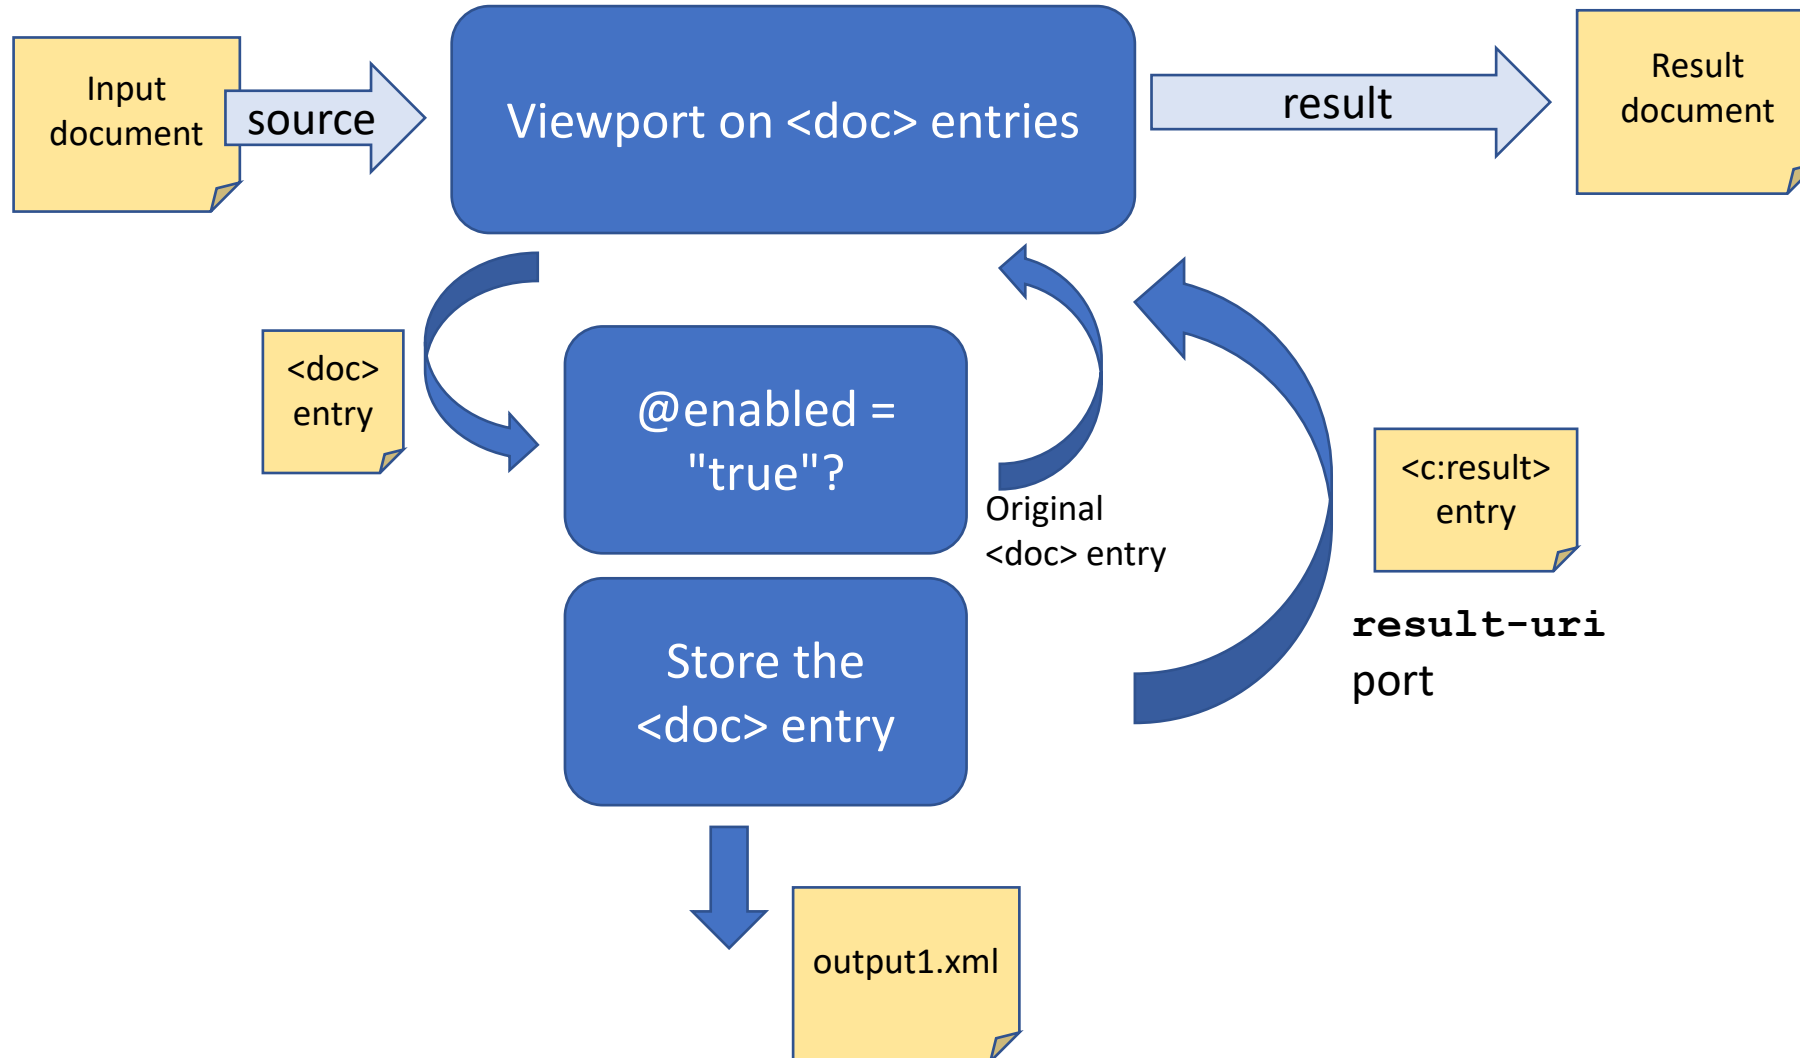 Input
document
source
Viewport on <doc> entries
result
Result
document
<doc>
entry
@enabled =
"true"?
Original
<doc> entry
<c:result>
entry
result-uri
port
Store the
<doc> entry
output1.xml